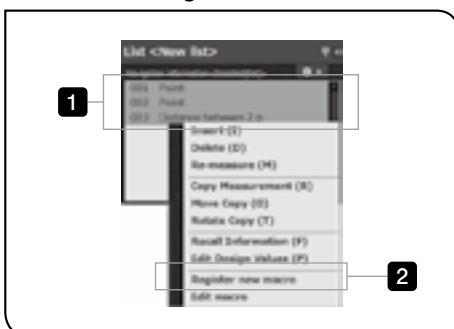 List <New list>
1
001 Point
002 Point
003 Distance between 2 p
Insert (I)
Delete (D)
Re-measure (M)
Copy Measurement (R)
Move Copy (O)
Rotate Copy (T)
Recall Information (F)
Edit Design Values (P)
Register new macro
2
Edit macro